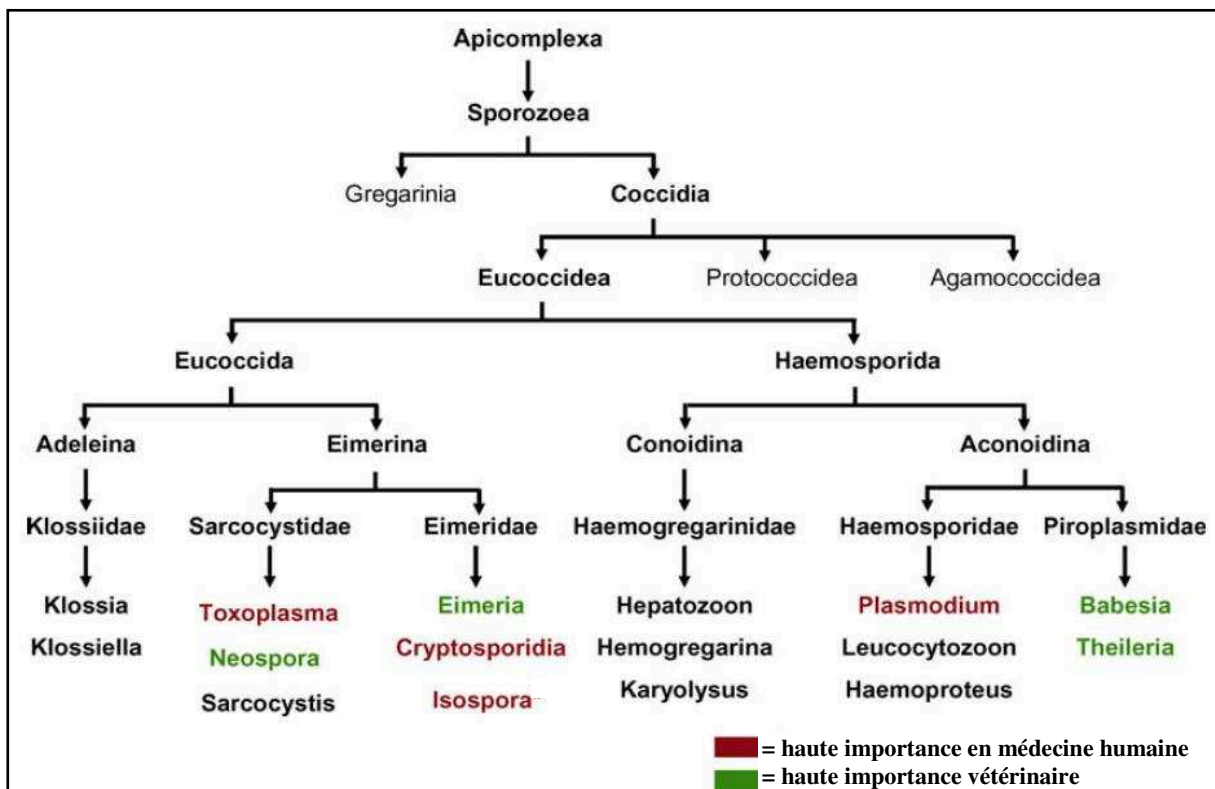 Apicomplexa
Sporozoea
Gregarinia Coccidia
Eucoccidea Protococcidea Agamococcidea
Eucoccida Haemosporida
Adeleina Eimerina Conoidina Aconoidina
Klossiidae Sarcocystidae Eimeridae Haemogregarinidae Haemosporidae Piroplasmidae
Klossia Toxoplasma Eimeria Hepatozoon Plasmodium Babesia
Klossiella Neospora Cryptosporidia Hemogregarina Leucocytozoon Theileria
Sarcocystis Isospora Karyolysus Haemoproteus
= haute importance en médecine humaine
= haute importance vétérinaire